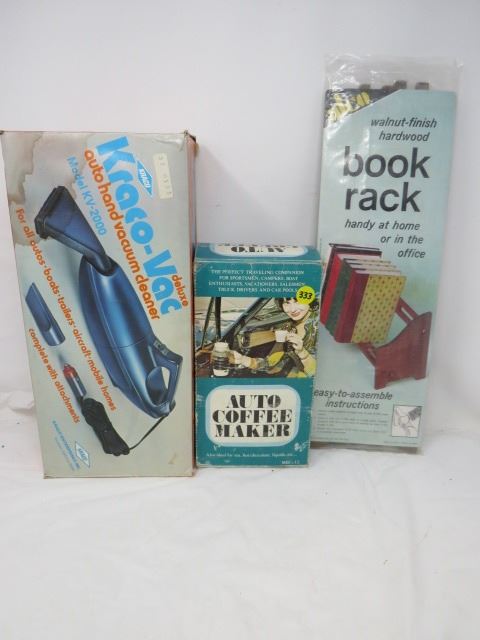 Kraco-Vac
deluxe
auto hand vacuum cleaner
Model KV-2000
For all autos·boats·trailers·aircraft·mobile homes
complete with attachments
AUTO
THE PERFECT TRAVELING COMPANION
FOR SPORTSMEN, CAMPERS, BOAT
ENTHUSIASTS, VACATIONERS, SALESMEN,
TRUCK DRIVERS AND CAR POOLS
333
AUTO
COFFEE
MAKER
walnut-finish
hardwood
book
rack
handy at home
or in the
office
easy-to-assemble
instructions